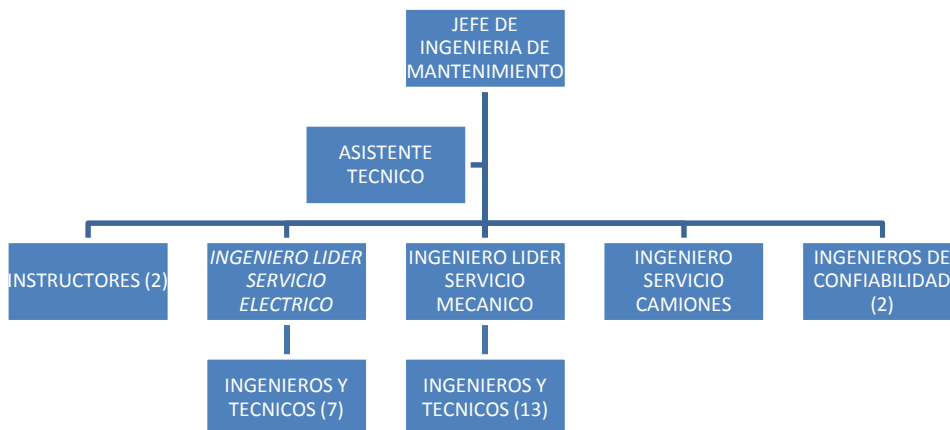 JEFE DE
INGENIERIA DE
MANTENIMIENTO
ASISTENTE
TECNICO
INSTRUCTORES (2)
INGENIERO LIDER
SERVICIO
ELECTRICO
INGENIERO LIDER
SERVICIO
MECANICO
INGENIERO
SERVICIO
CAMIONES
INGENIEROS DE
CONFIABILIDAD
(2)
INGENIEROS Y
TECNICOS (7)
INGENIEROS Y
TECNICOS (13)